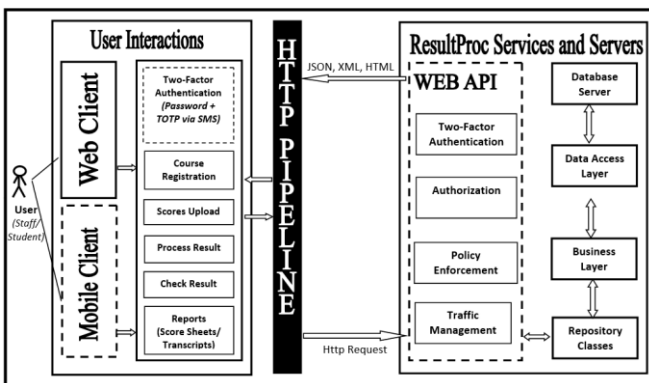 User Interactions
Web Client
Mobile Client
User
(Staff/
Student)
Two-Factor
Authentication
(Password +
TOTP via SMS)
Course
Registration
Scores Upload
Process Result
Check Result
Reports
(Score Sheets/
Transcripts)
HTTP PIPELINE
JSON, XML, HTML
Http Request
ResultProc Services and Servers
WEB API
Two-Factor
Authentication
Authorization
Policy
Enforcement
Traffic
Management
Database
Server
Data Access
Layer
Business
Layer
Repository
Classes